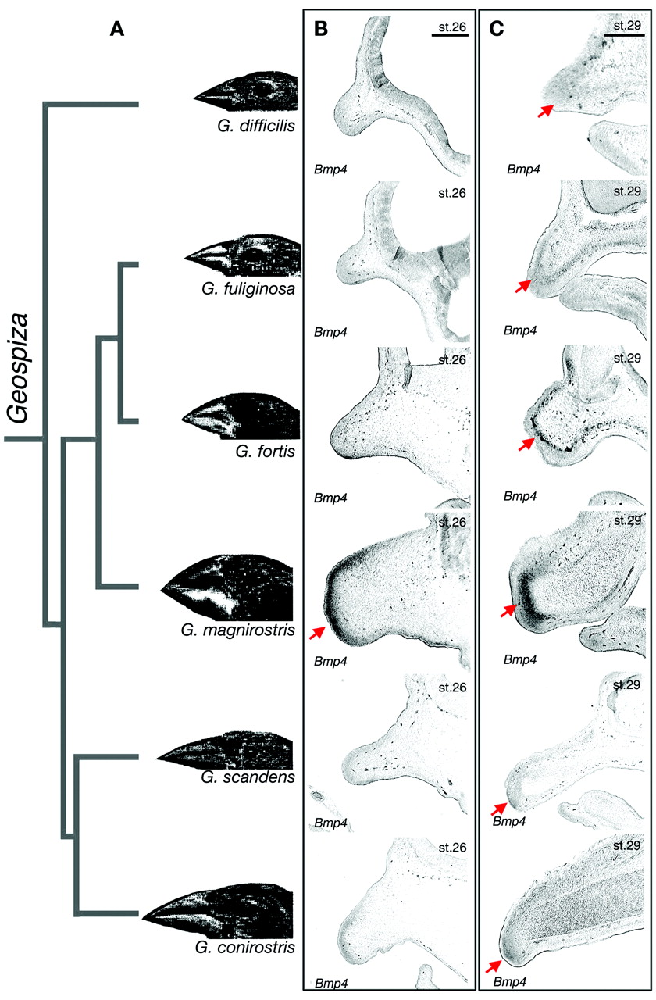 A
B
C
st.26
st.29
G. difficilis
Bmp4
Bmp4
st.26
st.29
G. fuliginosa
Bmp4
Bmp4
Geospiza
st.26
st.29
G. fortis
Bmp4
Bmp4
st.26
st.29
G. magnirostris
Bmp4
Bmp4
st.26
st.29
G. scandens
Bmp4
Bmp4
st.26
st.29
G. conirostris
Bmp4
Bmp4